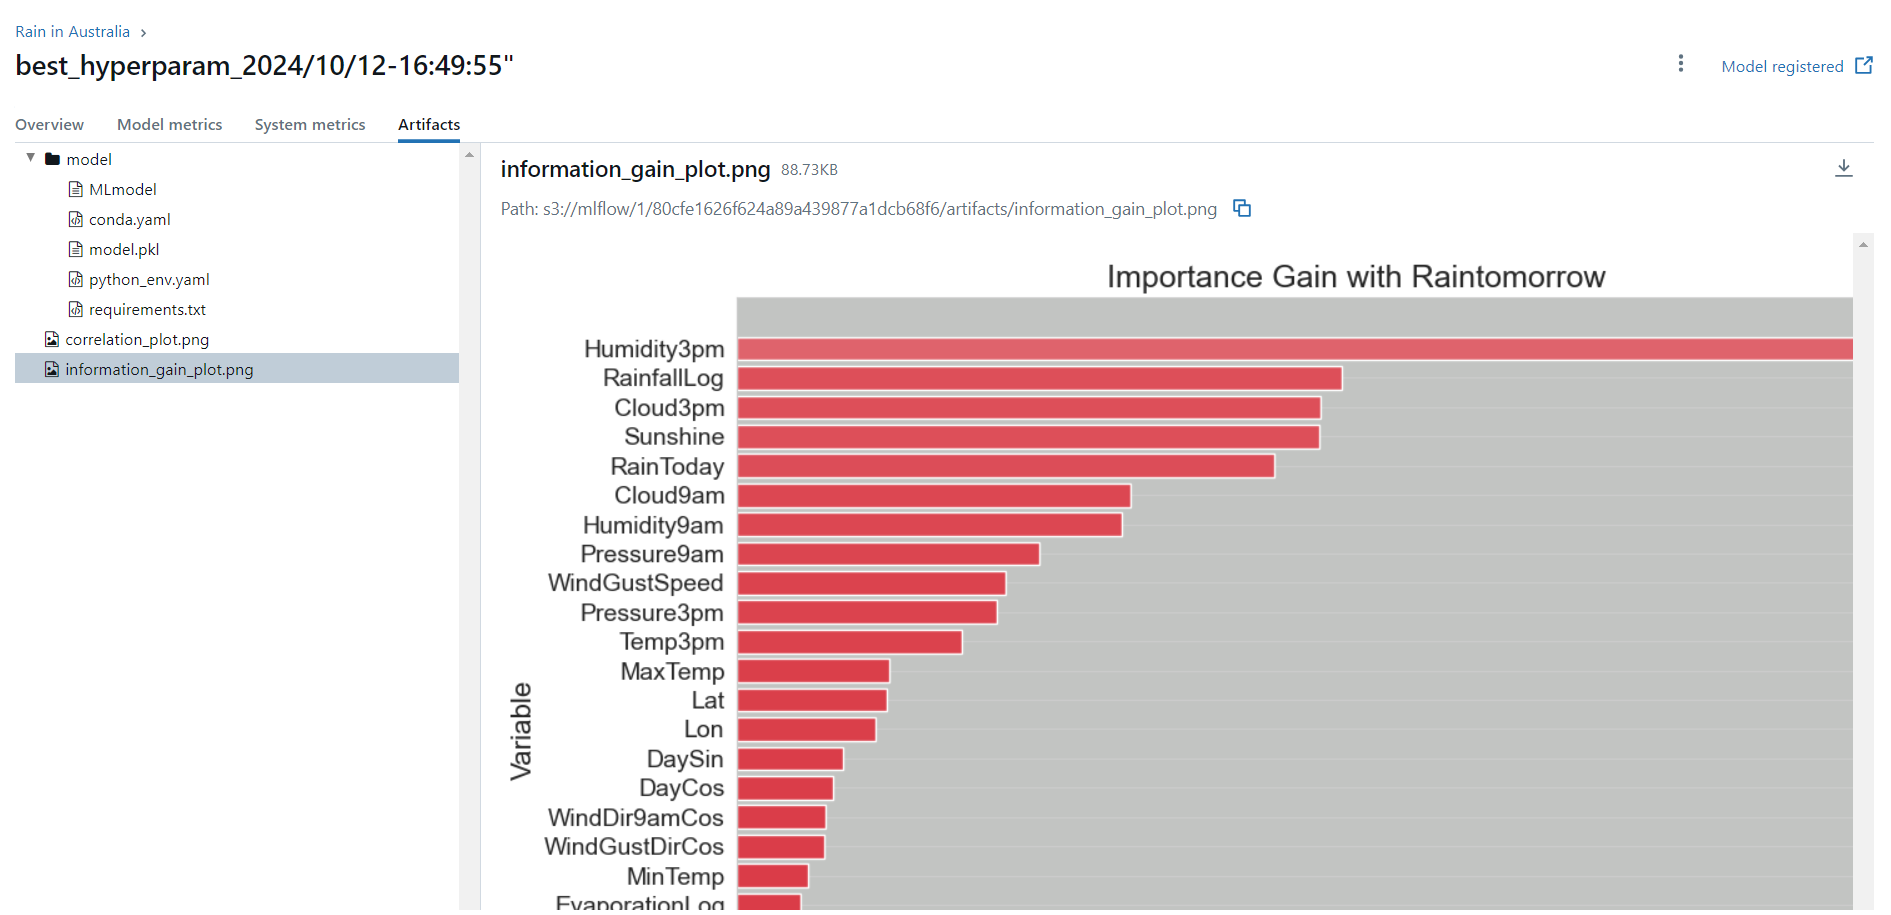 Rain in Australia
best_hyperparam_2024/10/12-16:49:55"
Model registered
Overview
Model metrics
System metrics
Artifacts
model
MLmodel
conda.yaml
model.pkl
python_env.yaml
requirements.txt
correlation_plot.png
information_gain_plot.png
information_gain_plot.png 88.73KB
Path: s3://mlflow/1/80cfe1626f624a89a439877a1dcb68f6/artifacts/information_gain_plot.png
Importance Gain with Raintomorrow
Variable
Humidity3pm
RainfallLog
Cloud3pm
Sunshine
RainToday
Cloud9am
Humidity9am
Pressure9am
WindGustSpeed
Pressure3pm
Temp3pm
MaxTemp
Lat
Lon
DaySin
DayCos
WindDir9amCos
WindGustDirCos
MinTemp
EvaporationLog